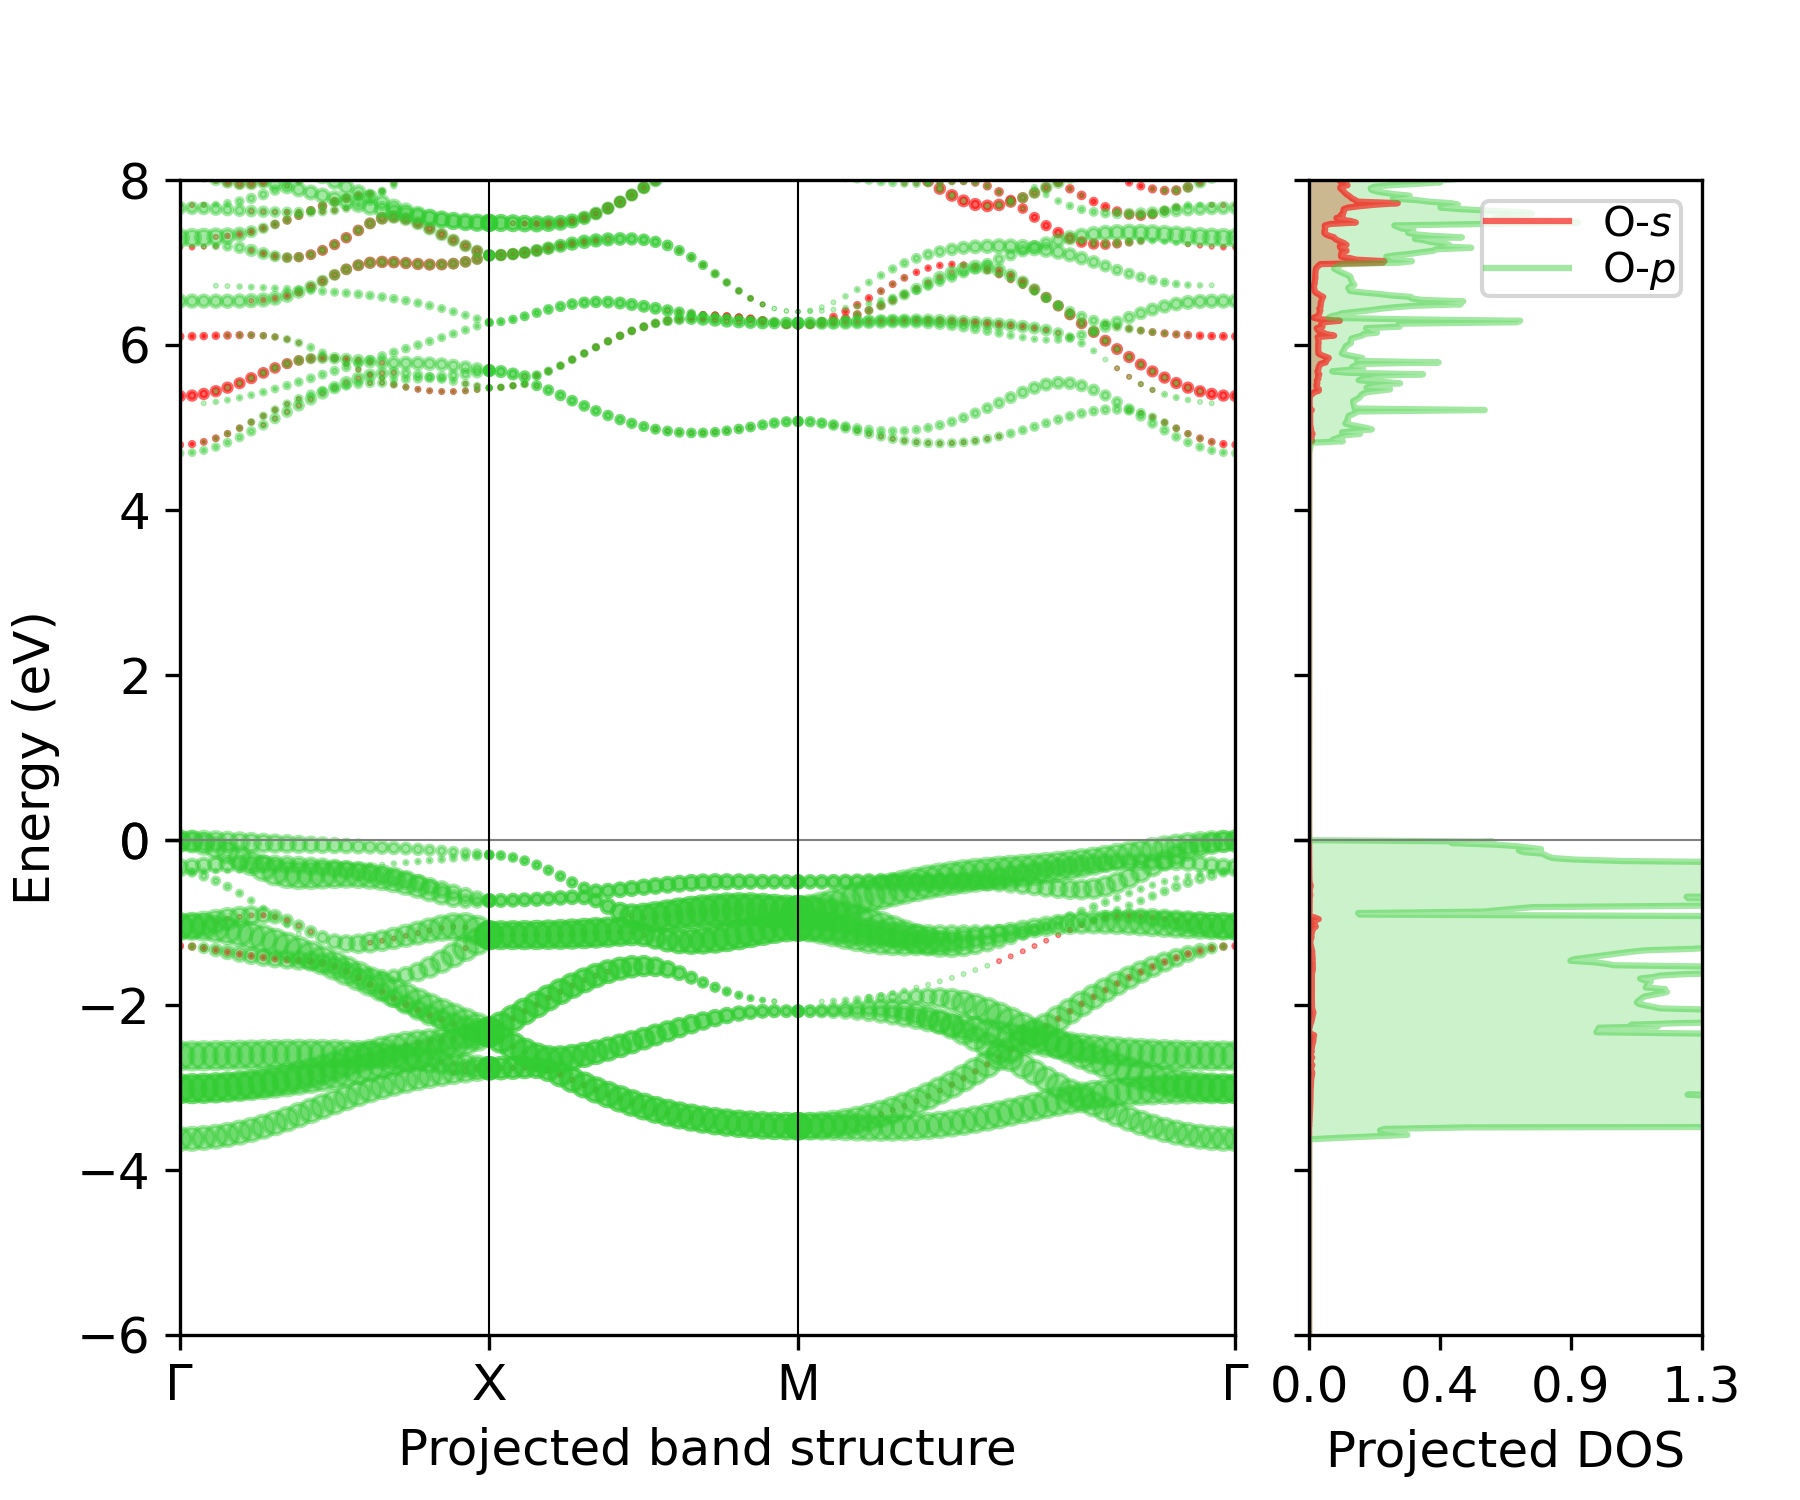 8
6
4
2
0
−2
−4
−6
Energy (eV)
Γ X M Γ
Projected band structure
O-s
O-p
0.0 0.4 0.9 1.3
Projected DOS